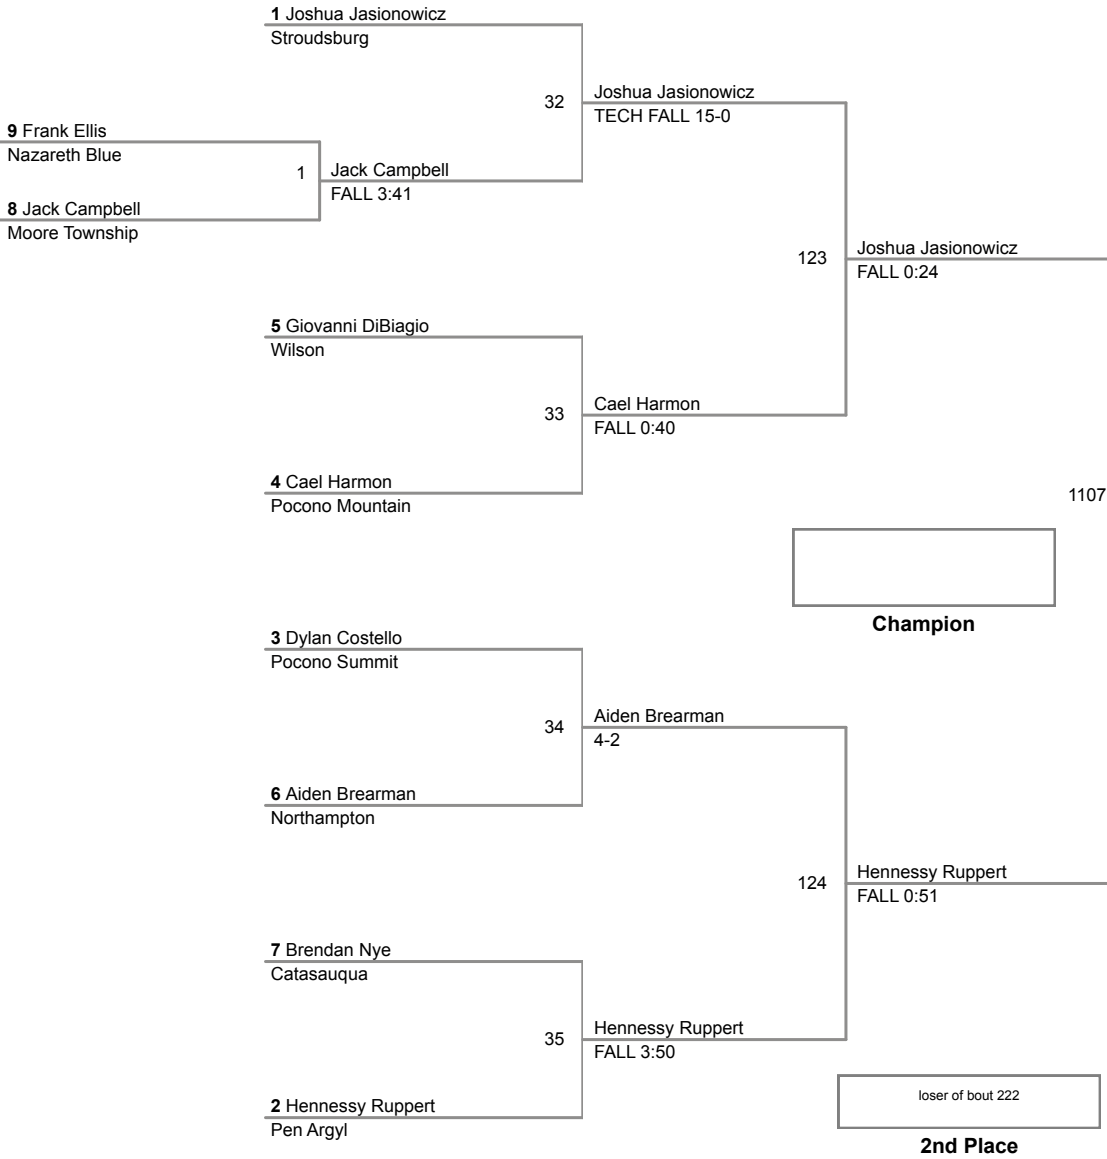 1 Joshua Jasionowicz
Stroudsburg
32
Joshua Jasionowicz
TECH FALL 15-0
9 Frank Ellis
Nazareth Blue
1
Jack Campbell
FALL 3:41
8 Jack Campbell
Moore Township
123
Joshua Jasionowicz
FALL 0:24
5 Giovanni DiBiagio
Wilson
33
Cael Harmon
FALL 0:40
4 Cael Harmon
Pocono Mountain
1107
Champion
3 Dylan Costello
Pocono Summit
34
Aiden Brearman
4-2
6 Aiden Brearman
Northampton
124
Hennessy Ruppert
FALL 0:51
7 Brendan Nye
Catasauqua
35
Hennessy Ruppert
FALL 3:50
2 Hennessy Ruppert
Pen Argyl
loser of bout 222
2nd Place